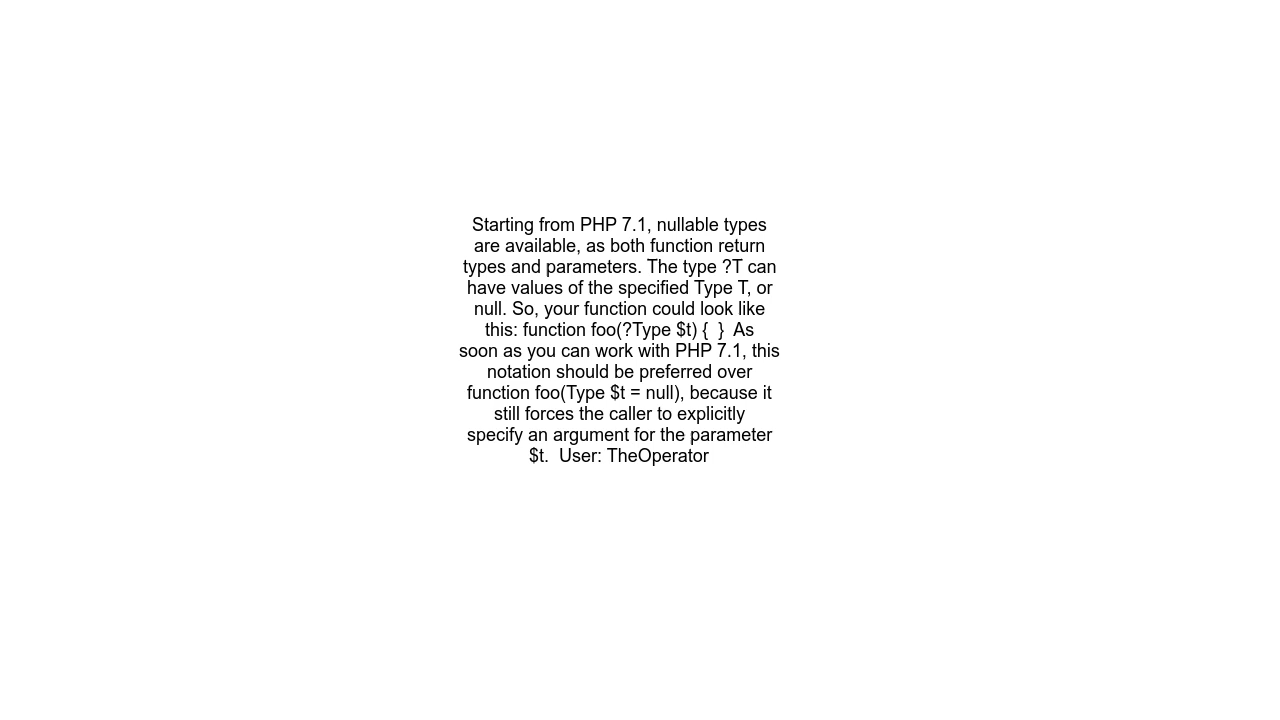 Starting from PHP 7.1, nullable types
are available, as both function return
types and parameters. The type ?T can
have values of the specified Type T, or
null. So, your function could look like
this: function foo(?Type $t) {  }  As
soon as you can work with PHP 7.1, this
notation should be preferred over
function foo(Type $t = null), because it
still forces the caller to explicitly
specify an argument for the parameter
$t.  User: TheOperator